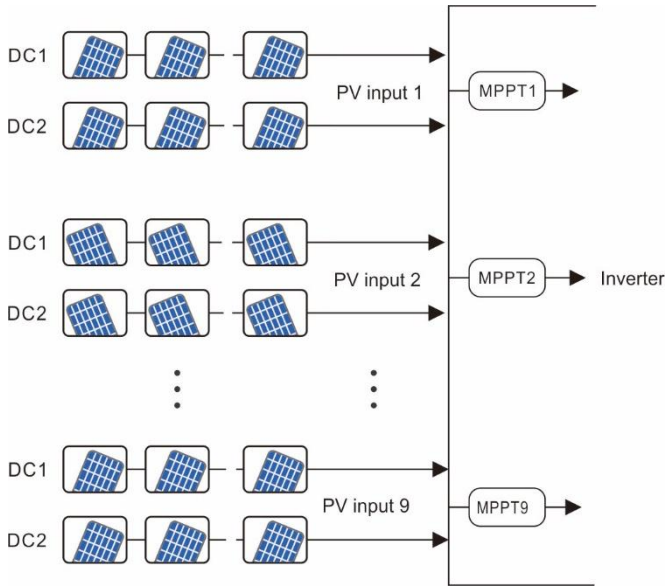 DC1
PV input 1
MPPT1
DC2
DC1
PV input 2
MPPT2
Inverter
DC2
DC1
PV input 9
MPPT9
DC2